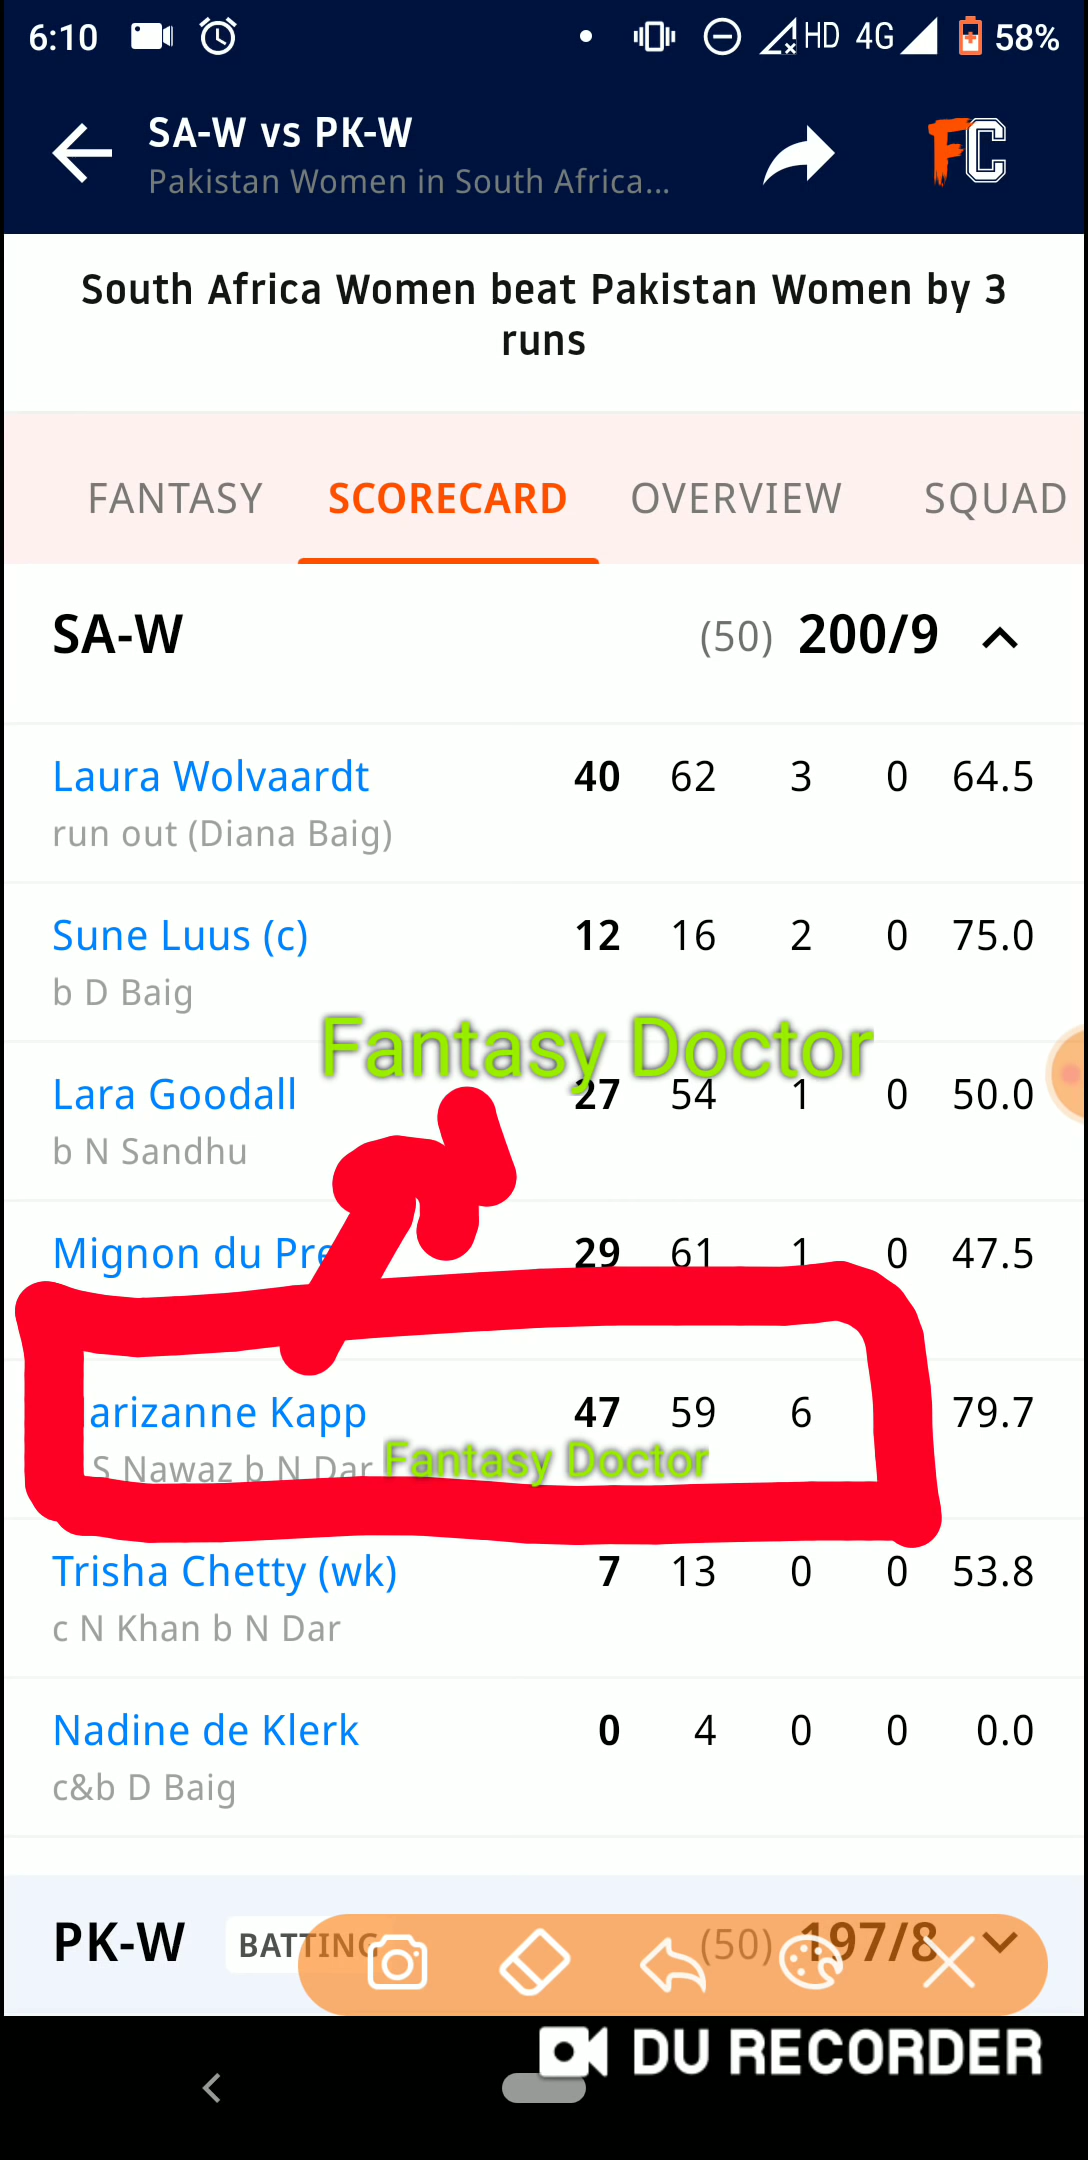 6:10 HD 4G 58%
SA-W vs PK-W
Pakistan Women in South Africa...
FC
South Africa Women beat Pakistan Women by 3
runs
FANTASY SCORECARD OVERVIEW SQUAD
SA-W (50) 200/9
Laura Wolvaardt 40 62 3 0 64.5
run out (Diana Baig)
Sune Luus (c) 12 16 2 0 75.0
b D Baig
Fantasy Doctor
Lara Goodall 27 54 1 0 50.0
b N Sandhu
Mignon du Pre 29 61 1 0 47.5
arizanne Kapp 47 59 6 79.7
S Nawaz b N Dar
Fantasy Doctor
Trisha Chetty (wk) 7 13 0 0 53.8
c N Khan b N Dar
Nadine de Klerk 0 4 0 0 0.0
c&b D Baig
PK-W BATTING (50) 197/8
DU RECORDER